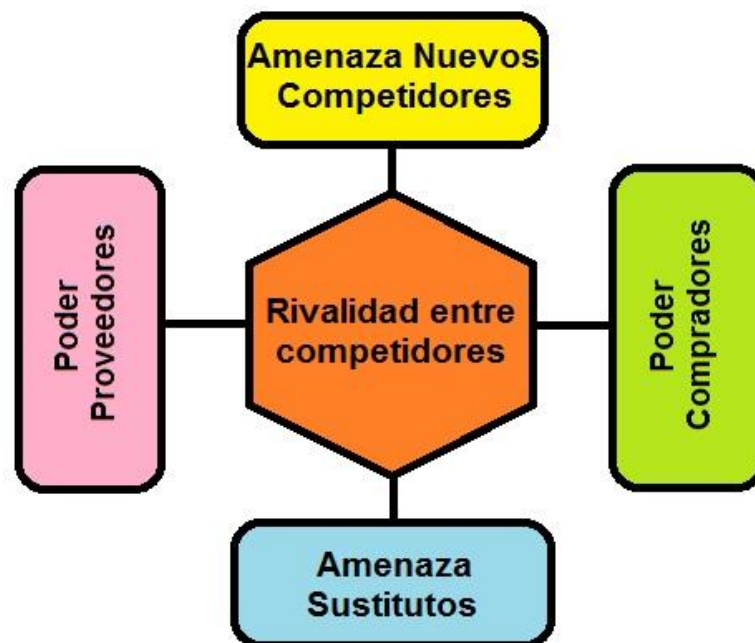 Amenaza Nuevos
Competidores
Poder
Proveedores
Rivalidad entre
competidores
Poder
Compradores
Amenaza
Sustitutos